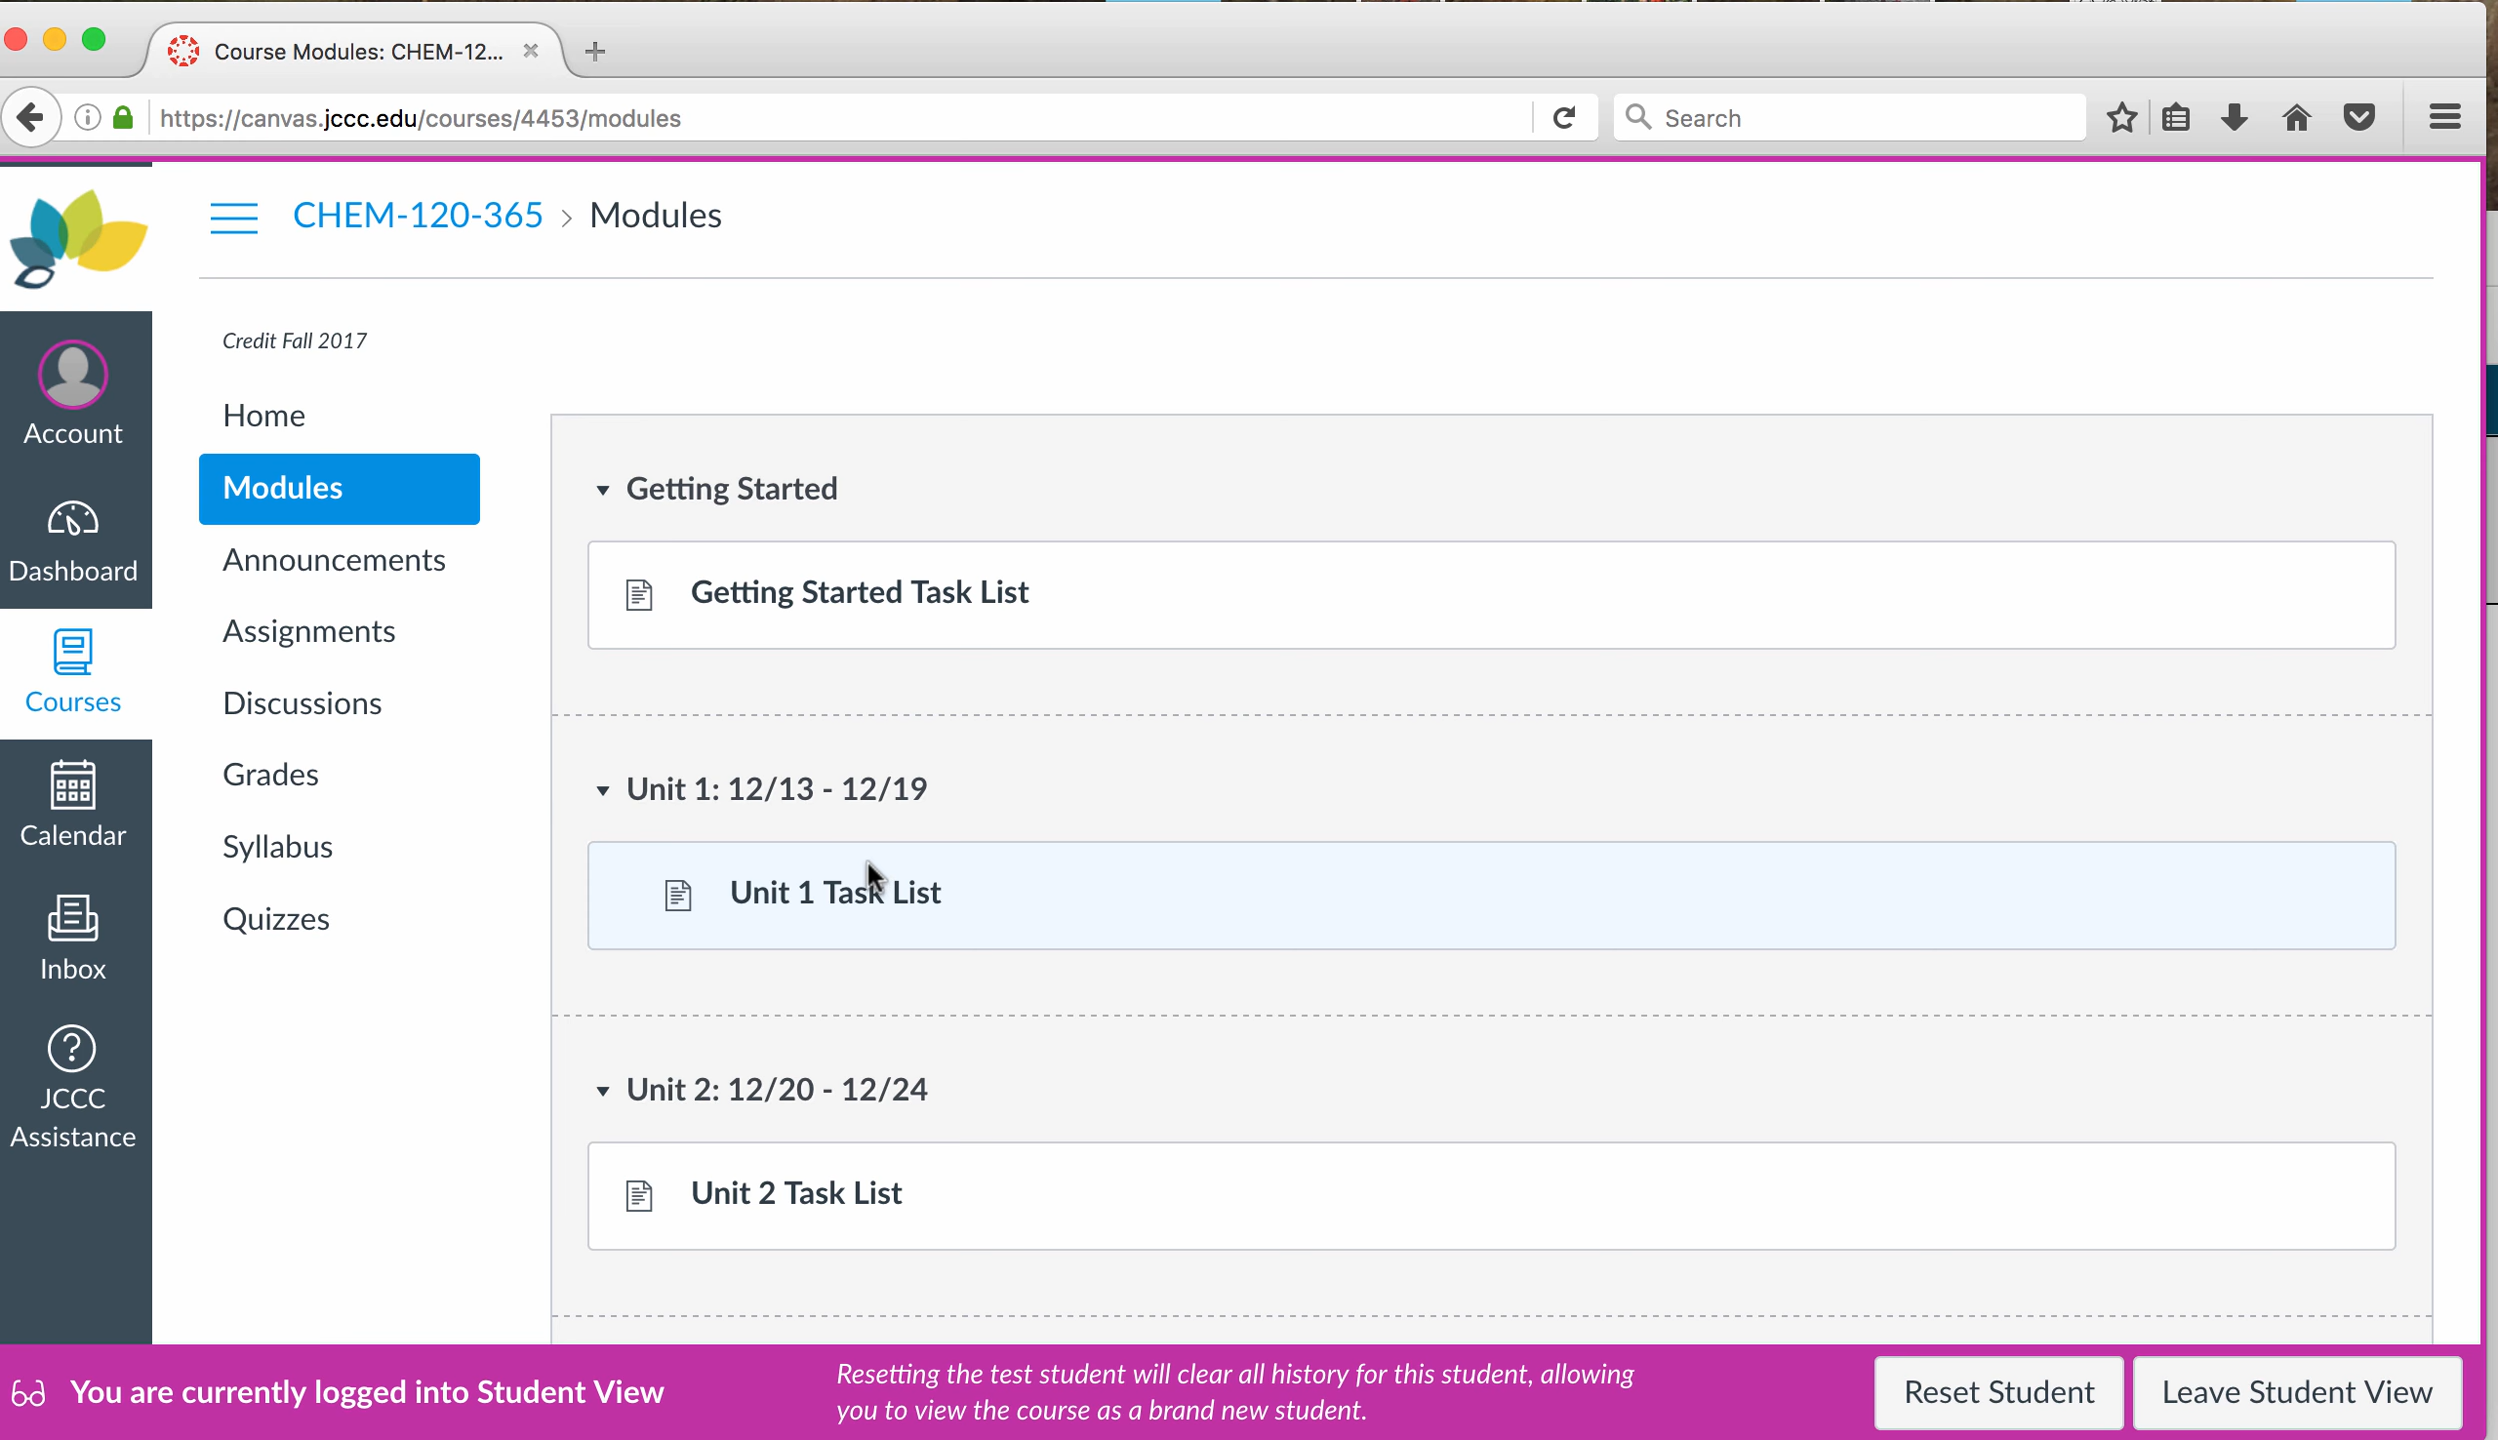 Course Modules: CHEM-12...
https://canvas.jccc.edu/courses/4453/modules
Search
CHEM-120-365 > Modules
Credit Fall 2017
Home
Modules
Announcements
Assignments
Discussions
Grades
Syllabus
Quizzes
Account
Dashboard
Courses
Calendar
Inbox
JCCC
Assistance
Getting Started
Getting Started Task List
Unit 1: 12/13 - 12/19
Unit 1 Task List
Unit 2: 12/20 - 12/24
Unit 2 Task List
You are currently logged into Student View
Resetting the test student will clear all history for this student, allowing
you to view the course as a brand new student.
Reset Student
Leave Student View